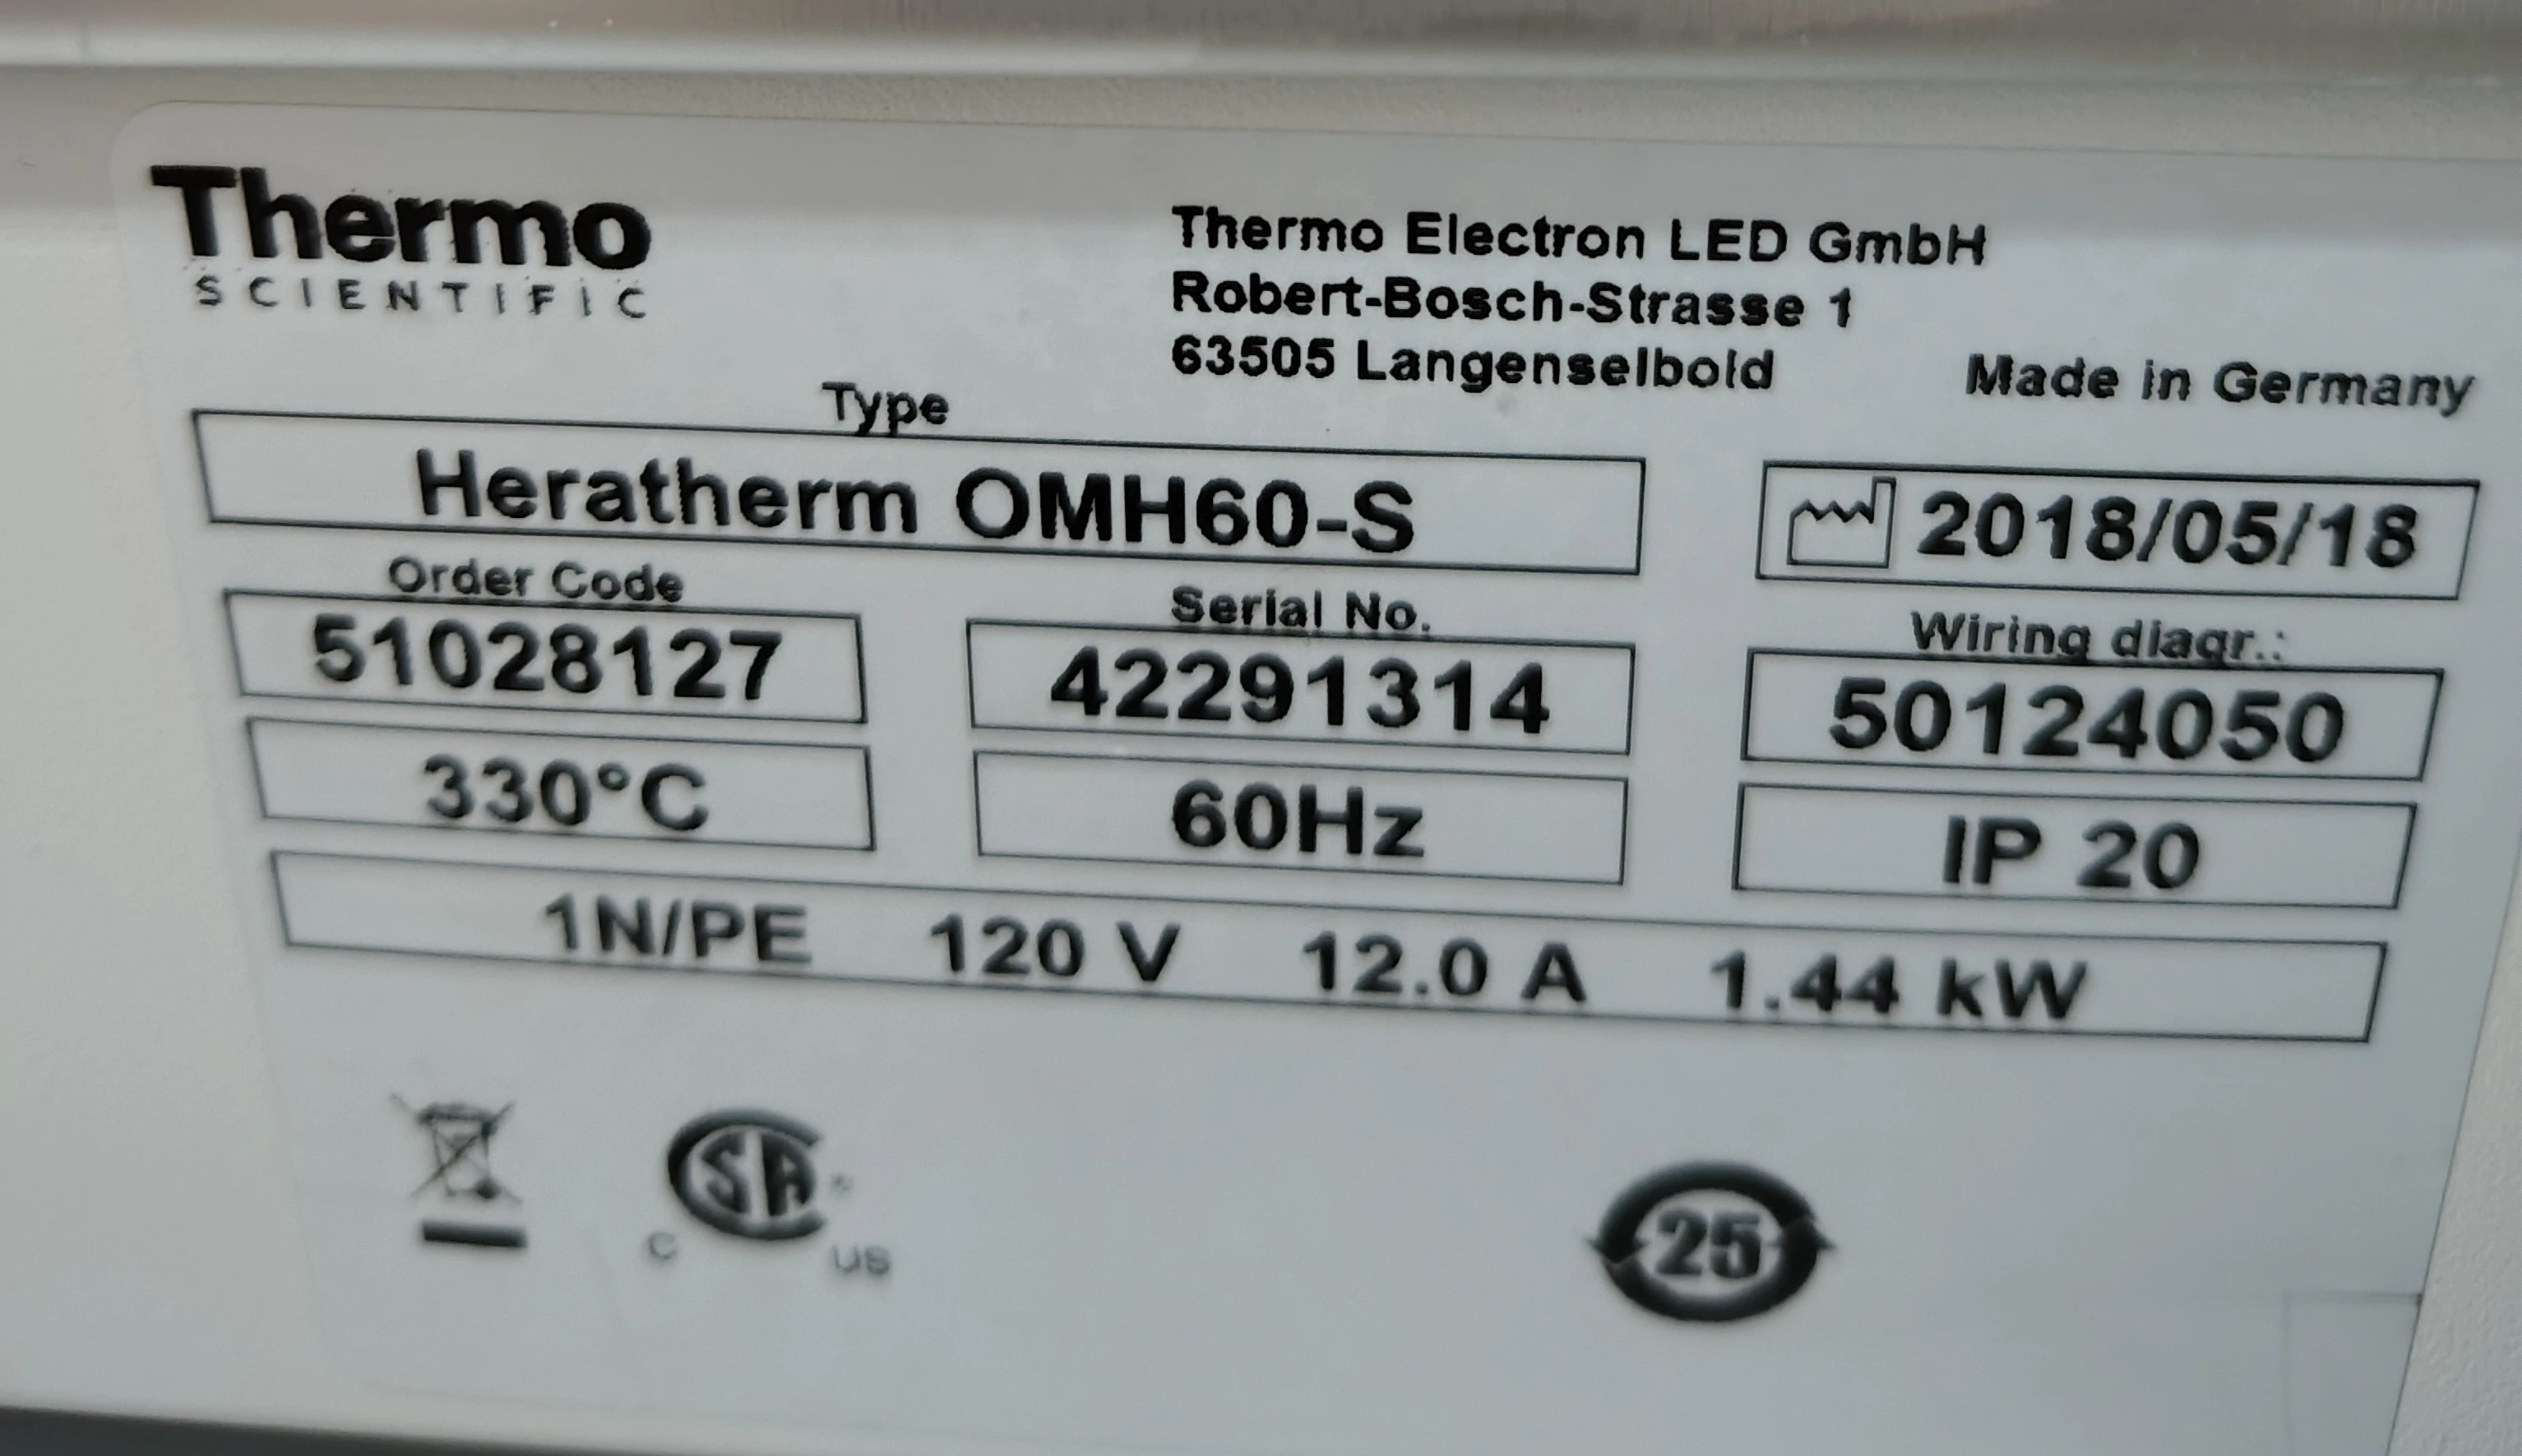 Thermo
SCIENTIFIC
Thermo Electron LED GmbH
Robert-Bosch-Strasse 1
63505 Langenselbold
Made in Germany
Type
Heratherm OMH60-S
2018/05/18
Order Code
51028127
Serial No.
42291314
Wiring diagr.:
50124050
330°C
60Hz
IP 20
1N/PE 120 V 12.0 A 1.44 kW
SA
C US
25